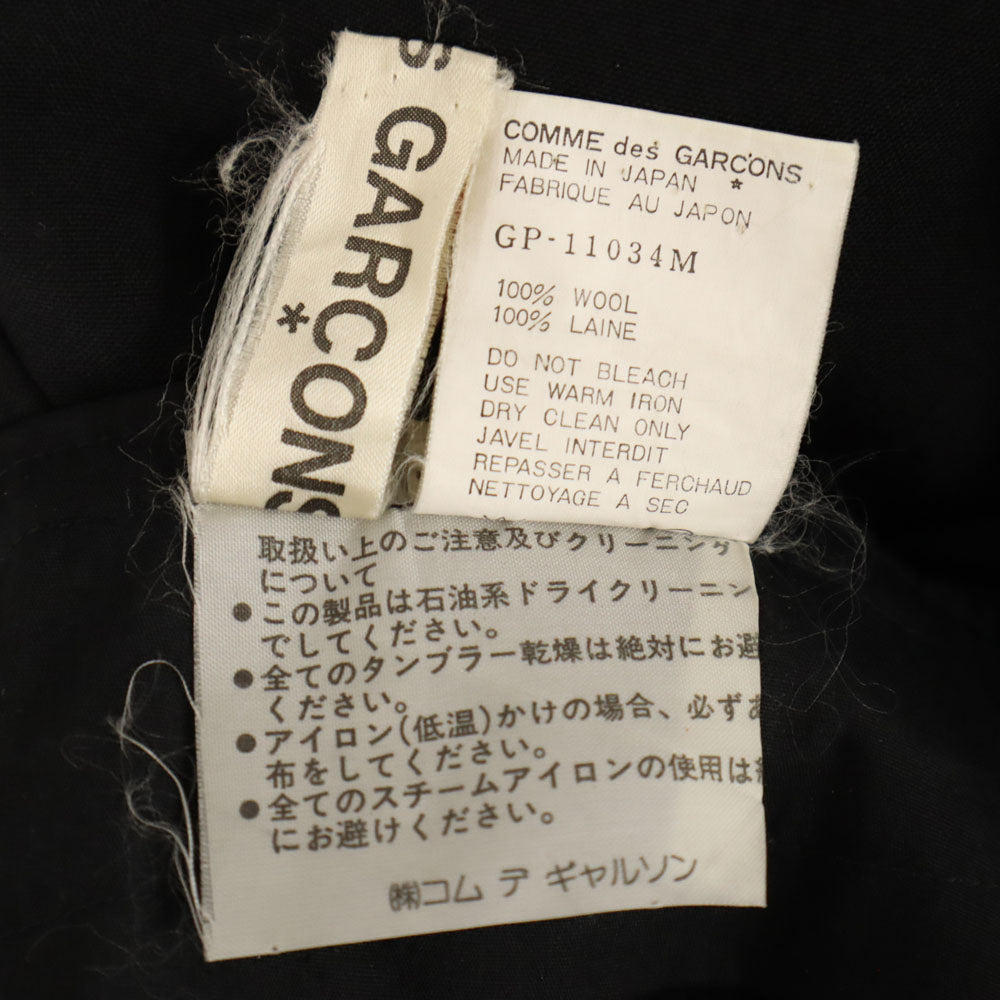 S GARÇONS
*
COMME des GARÇONS
MADE IN JAPAN *
FABRIQUE AU JAPON
GP-11034M
100% WOOL
100% LAINE
DO NOT BLEACH
USE WARM IRON
DRY CLEAN ONLY
JAVEL INTERDIT
REPASSER A FERCHAUD
NETTOYAGE A SEC
取扱い上のご注意及びクリーニング
について
●この製品は石油系ドライクリーニン
でしてください。
●全てのタンブラー乾燥は絶対にお避
ください。
●アイロン(低温)かけの場合、必ずあ
布をしてください。
●全てのスチームアイロンの使用は
にお避けください。
㈱コム デ ギャルソン